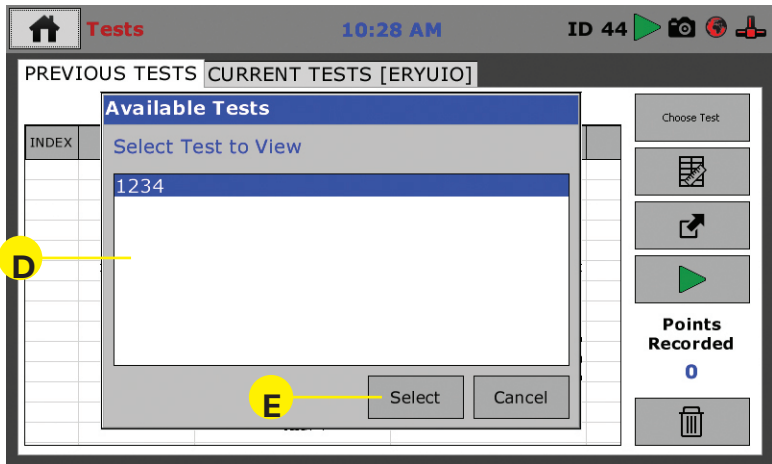 Tests 10:28 AM ID 44
PREVIOUS TESTS CURRENT TESTS [ERYUIO]
Available Tests
Choose Test
INDEX
Select Test to View
1234
D
Points
Recorded
0
E Select Cancel